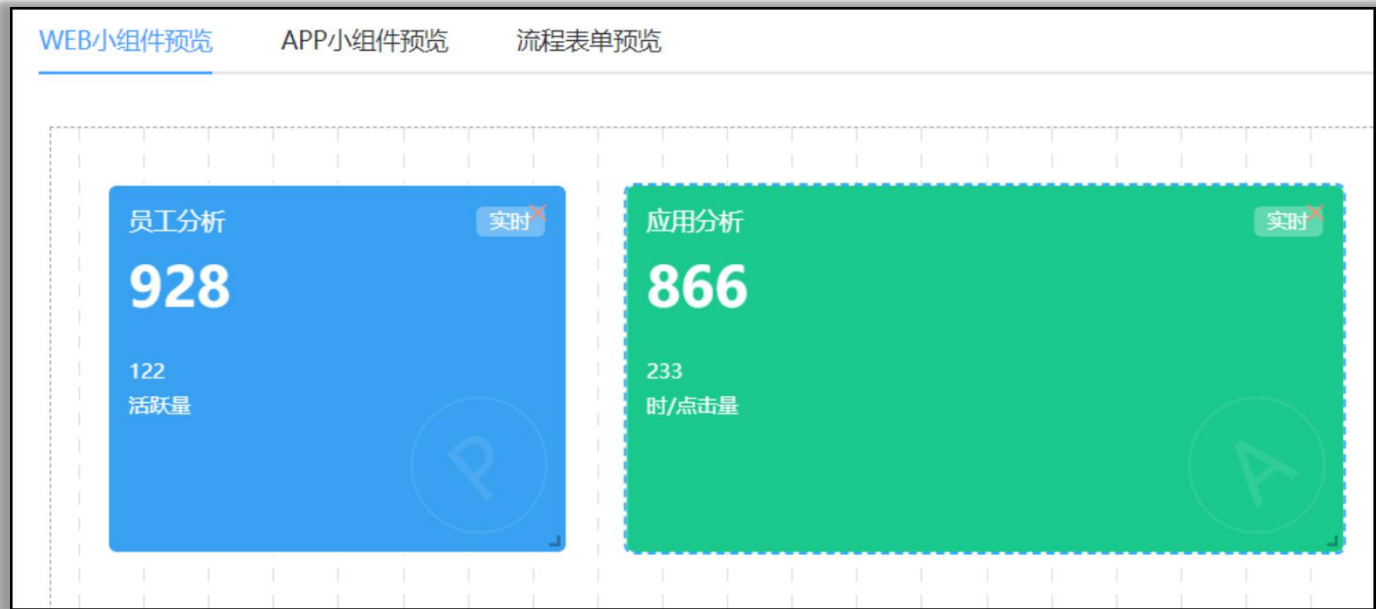 WEB小组件预览 APP小组件预览 流程表单预览
员工分析 实时
928
122
活跃量
P
应用分析 实时
866
233
时/点击量
A